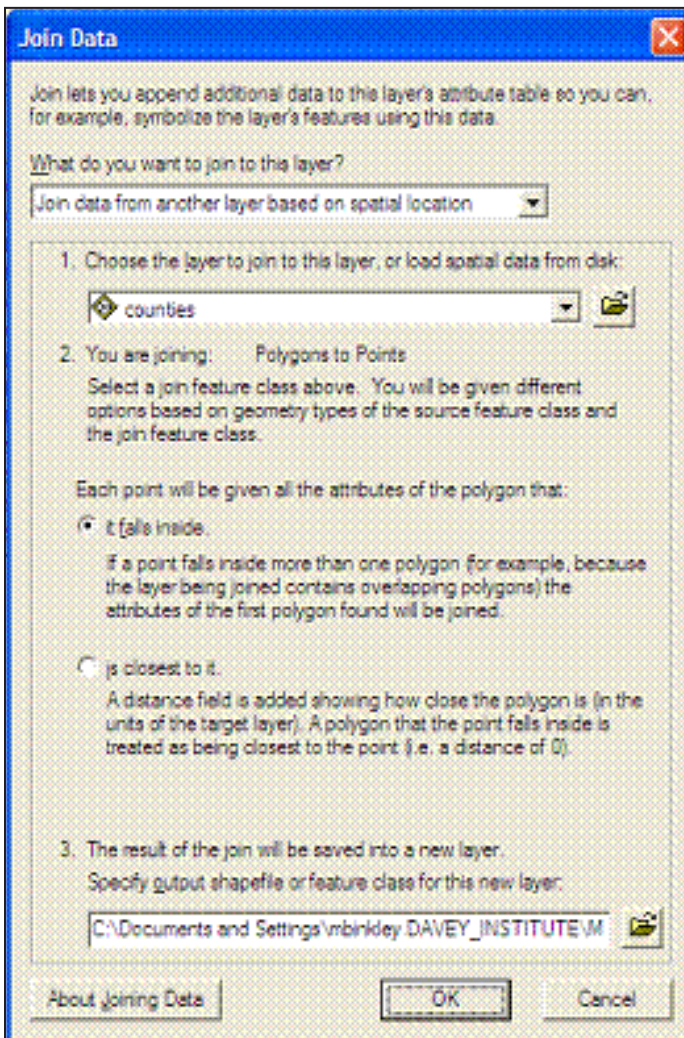 Join Data
Join lets you append additional data to this layer's attribute table so you can,
for example, symbolize the layer's features using this data.
What do you want to join to this layer?
Join data from another layer based on spatial location
1. Choose the layer to join to this layer, or load spatial data from disk:
counties
2. You are joining: Polygons to Points
Select a join feature class above. You will be given different
options based on geometry types of the source feature class and
the join feature class.
Each point will be given all the attributes of the polygon that:
it falls inside.
If a point falls inside more than one polygon (for example, because
the layer being joined contains overlapping polygons) the
attributes of the first polygon found will be joined.
is closest to it.
A distance field is added showing how close the polygon is (in the
units of the target layer). A polygon that the point falls inside is
treated as being closest to the point (i.e. a distance of 0).
3. The result of the join will be saved into a new layer.
Specify output shapefile or feature class for this new layer:
C:\Documents and Settings\mbinkley.DAVEY_INSTITUTE\M
About Joining Data
OK
Cancel